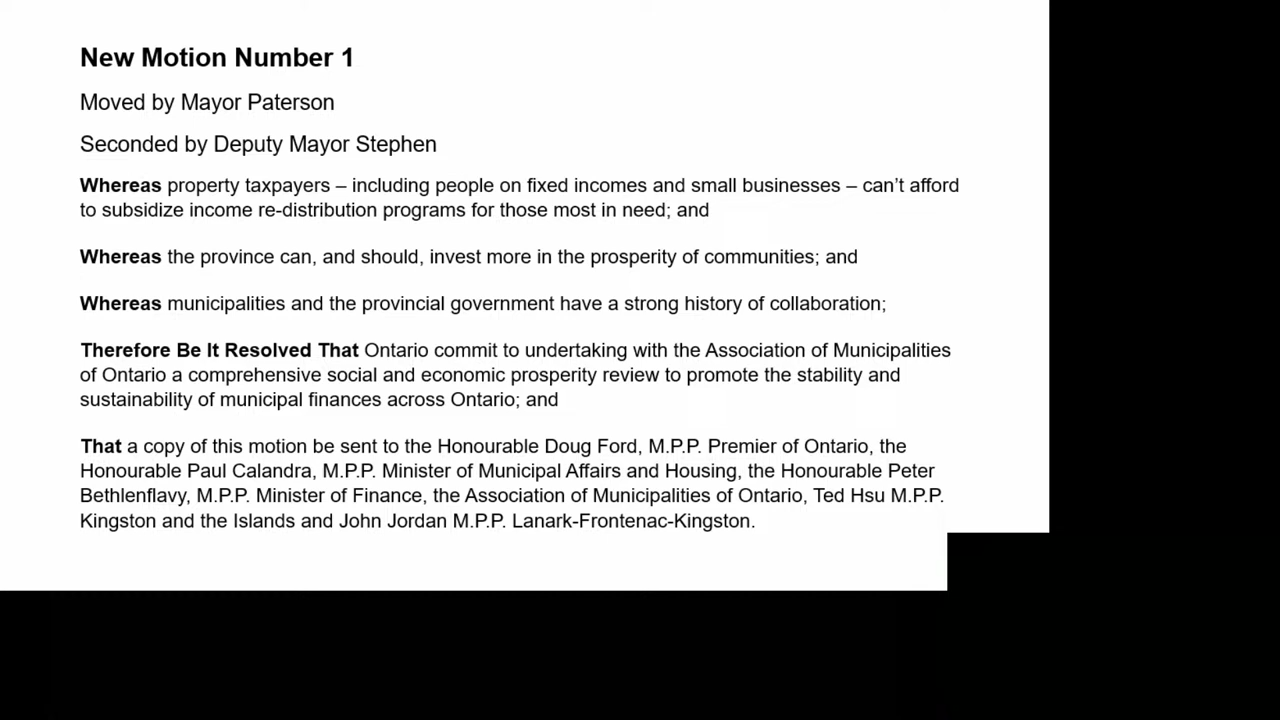 New Motion Number 1
Moved by Mayor Paterson
Seconded by Deputy Mayor Stephen
Whereas property taxpayers – including people on fixed incomes and small businesses – can’t afford
to subsidize income re-distribution programs for those most in need; and
Whereas the province can, and should, invest more in the prosperity of communities; and
Whereas municipalities and the provincial government have a strong history of collaboration;
Therefore Be It Resolved That Ontario commit to undertaking with the Association of Municipalities
of Ontario a comprehensive social and economic prosperity review to promote the stability and
sustainability of municipal finances across Ontario; and
That a copy of this motion be sent to the Honourable Doug Ford, M.P.P. Premier of Ontario, the
Honourable Paul Calandra, M.P.P. Minister of Municipal Affairs and Housing, the Honourable Peter
Bethlenflavy, M.P.P. Minister of Finance, the Association of Municipalities of Ontario, Ted Hsu M.P.P.
Kingston and the Islands and John Jordan M.P.P. Lanark-Frontenac-Kingston.